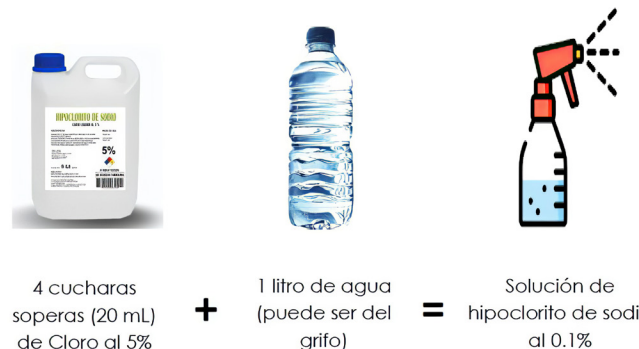 HIPOCLORITO DE SODIO
5%
4 cucharas
soperas (20 mL)
de Cloro al 5%
+
1 litro de agua
(puede ser del
grifo)
=
Solución de
hipoclorito de sodi
al 0.1%